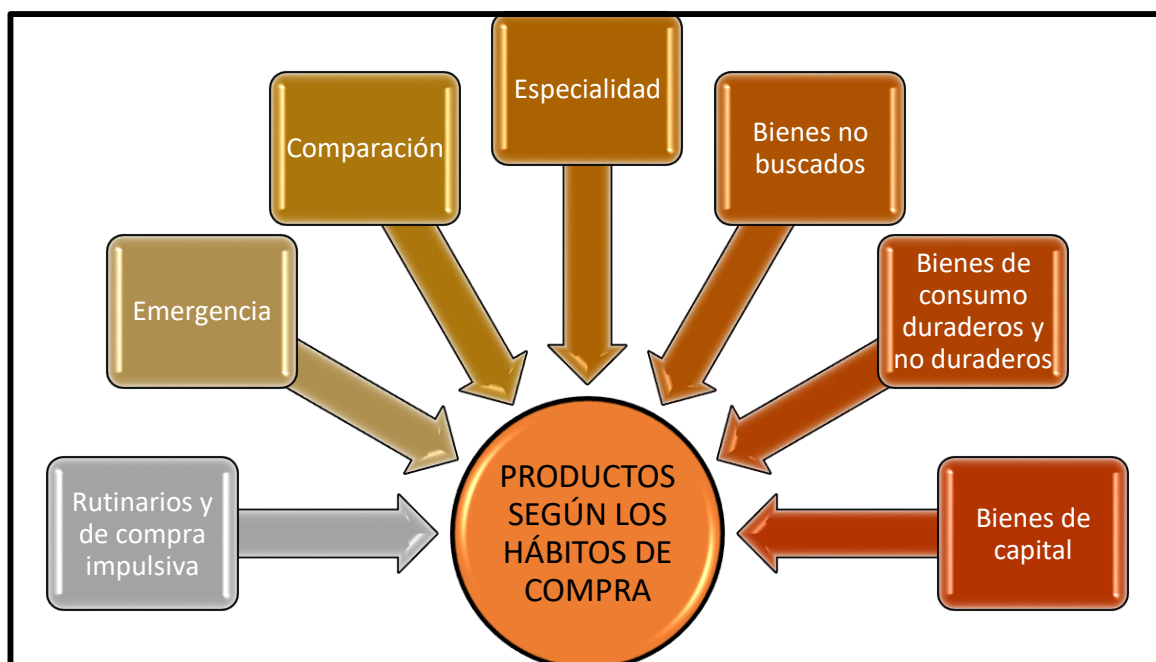 Rutinarios y
de compra
impulsiva
Emergencia
Comparación
Especialidad
Bienes no
buscados
Bienes de
consumo
duraderos y
no duraderos
Bienes de
capital
PRODUCTOS
SEGÚN LOS
HÁBITOS DE
COMPRA